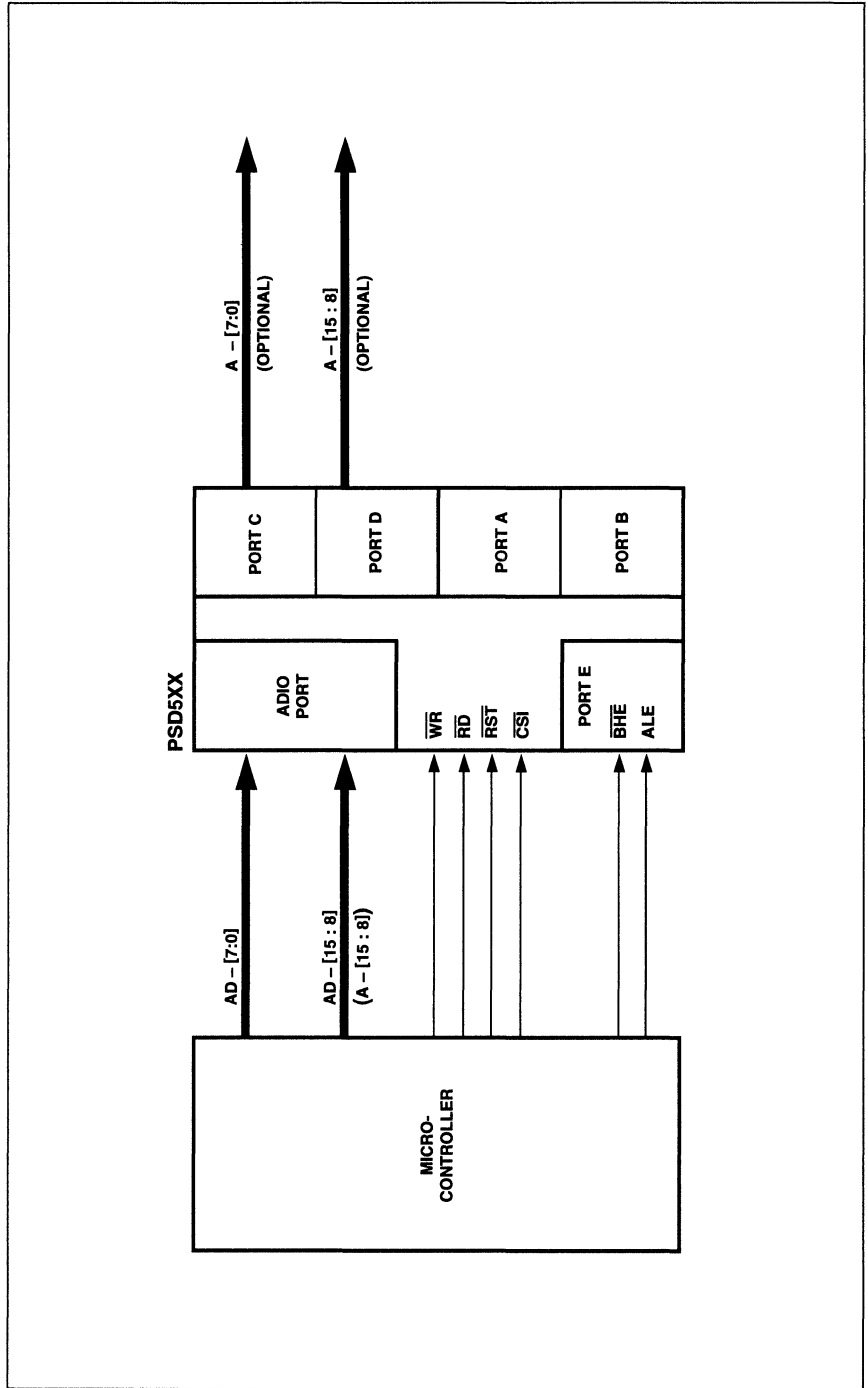 PSD5XX
MICRO-
CONTROLLER
AD – [7:0]
AD – [15 : 8]
(A – [15 : 8])
ADIO
PORT
WR
RD
RST
CSI
PORT E
BHE
ALE
PORT C
PORT D
PORT A
PORT B
A – [7:0]
(OPTIONAL)
A – [15 : 8]
(OPTIONAL)